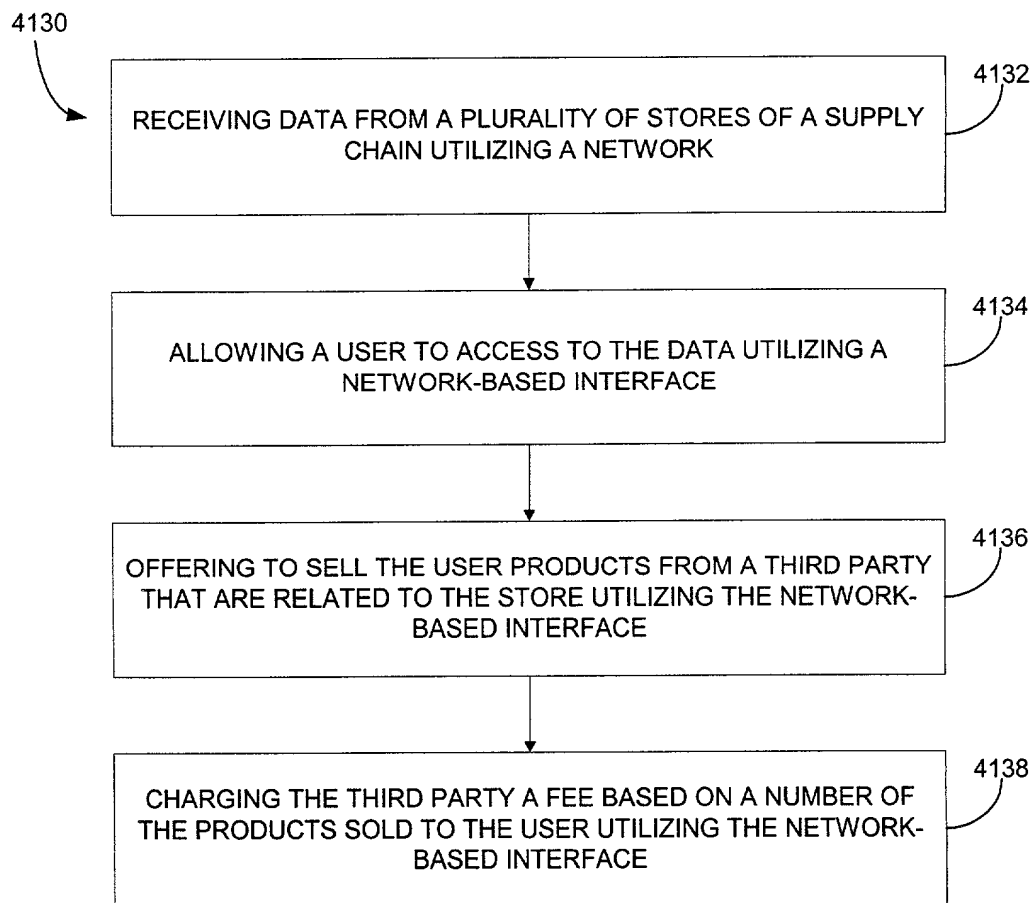 4130
4132
RECEIVING DATA FROM A PLURALITY OF STORES OF A SUPPLY
CHAIN UTILIZING A NETWORK
4134
ALLOWING A USER TO ACCESS TO THE DATA UTILIZING A
NETWORK-BASED INTERFACE
4136
OFFERING TO SELL THE USER PRODUCTS FROM A THIRD PARTY
THAT ARE RELATED TO THE STORE UTILIZING THE NETWORK-
BASED INTERFACE
4138
CHARGING THE THIRD PARTY A FEE BASED ON A NUMBER OF
THE PRODUCTS SOLD TO THE USER UTILIZING THE NETWORK-
BASED INTERFACE